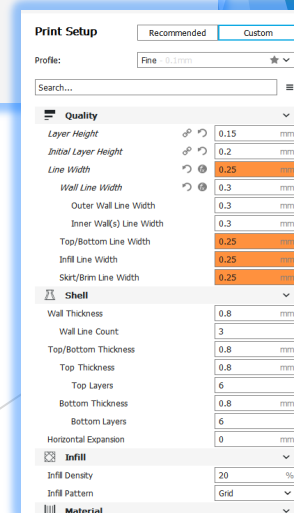 Print Setup Recommended Custom
Profile: Fine - 0.1mm
Search...
Quality
Layer Height 0.15 mm
Initial Layer Height 0.2 mm
Line Width 0.25 mm
Wall Line Width 0.3 mm
Outer Wall Line Width 0.3 mm
Inner Wall(s) Line Width 0.3 mm
Top/Bottom Line Width 0.25 mm
Infill Line Width 0.25 mm
Skirt/Brim Line Width 0.25 mm
Shell
Wall Thickness 0.8 mm
Wall Line Count 3
Top/Bottom Thickness 0.8 mm
Top Thickness 0.8 mm
Top Layers 6
Bottom Thickness 0.8 mm
Bottom Layers 6
Horizontal Expansion 0 mm
Infill
Infill Density 20 %
Infill Pattern Grid
Material